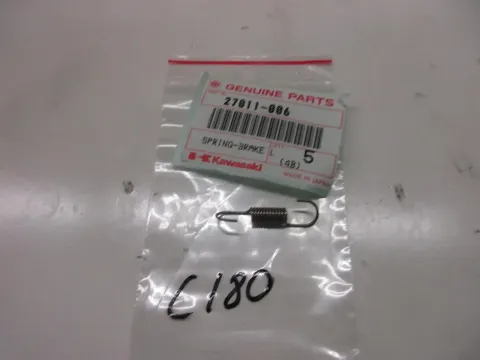 GENUINE PARTS
27011-006
SPRING-BRAKE
5
(4B)
Kawasaki
MADE IN JAPAN
C180